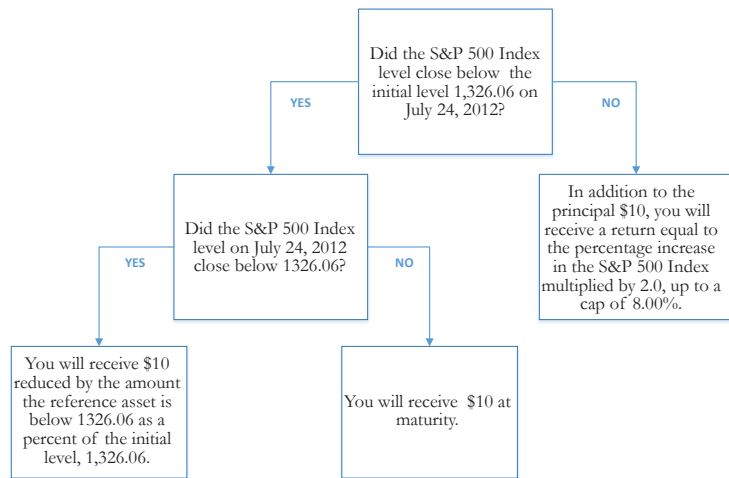 Did the S&P 500 Index
level close below the
initial level 1,326.06 on
July 24, 2012?
YES
NO
Did the S&P 500 Index
level on July 24, 2012
close below 1326.06?
In addition to the
principal $10, you will
receive a return equal to
the percentage increase
in the S&P 500 Index
multiplied by 2.0, up to a
cap of 8.00%.
YES
NO
You will receive $10
reduced by the amount
the reference asset is
below 1326.06 as a
percent of the initial
level, 1,326.06.
You will receive $10 at
maturity.